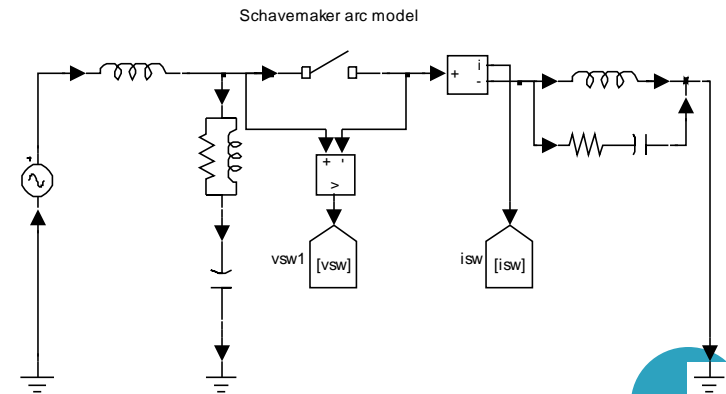 Schavemaker arc model
+
i
+
-
+ -
v
vsw1
[vsw]
isw
[isw]